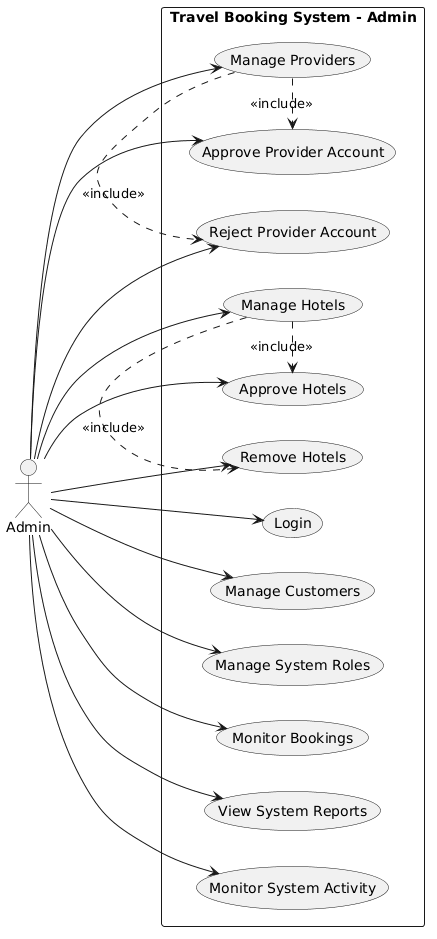 Travel Booking System - Admin
Manage Providers
«include»
Approve Provider Account
«include»
Reject Provider Account
Manage Hotels
«include»
Approve Hotels
«include»
Remove Hotels
Admin
Login
Manage Customers
Manage System Roles
Monitor Bookings
View System Reports
Monitor System Activity